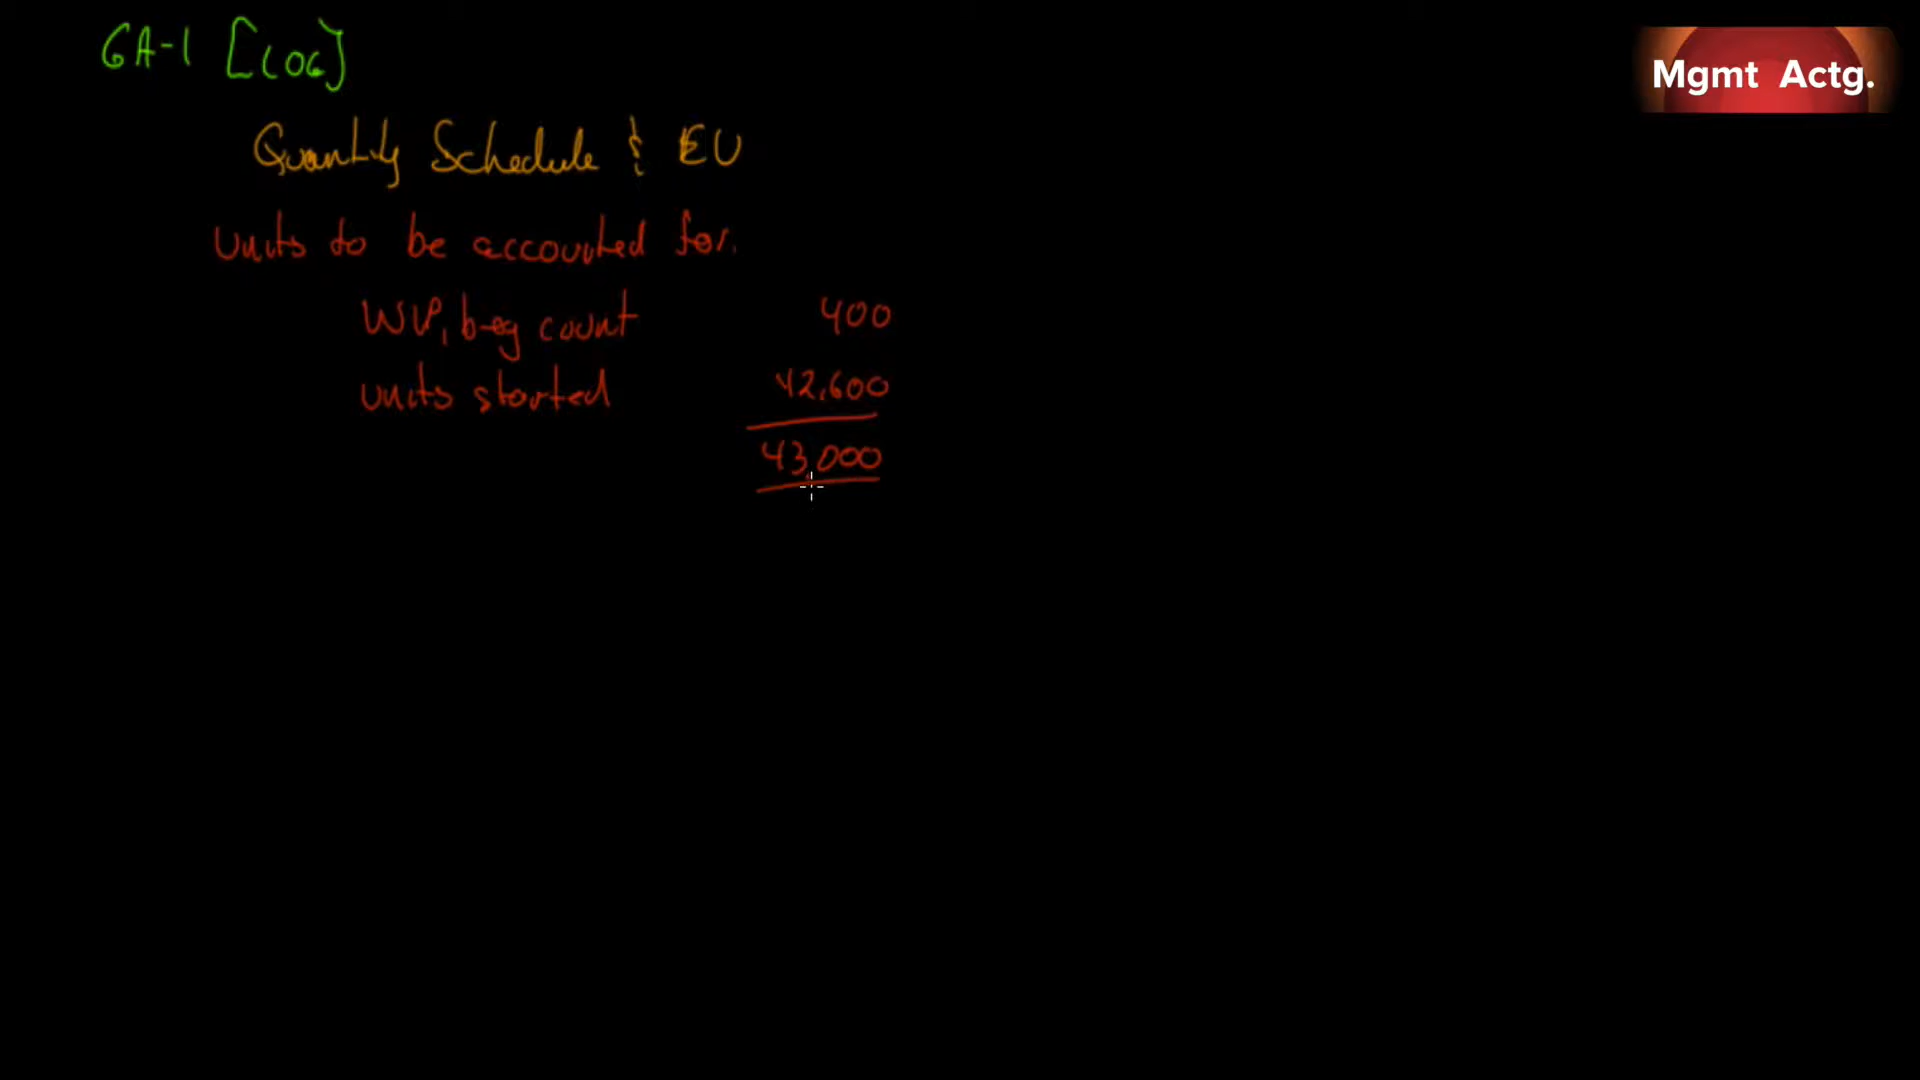 6A-1 [LO6]
Mgmt Actg.
Quantity Schedule & EU
Units to be accounted for:
WIP, beg count 400
units started 42,600
43,000